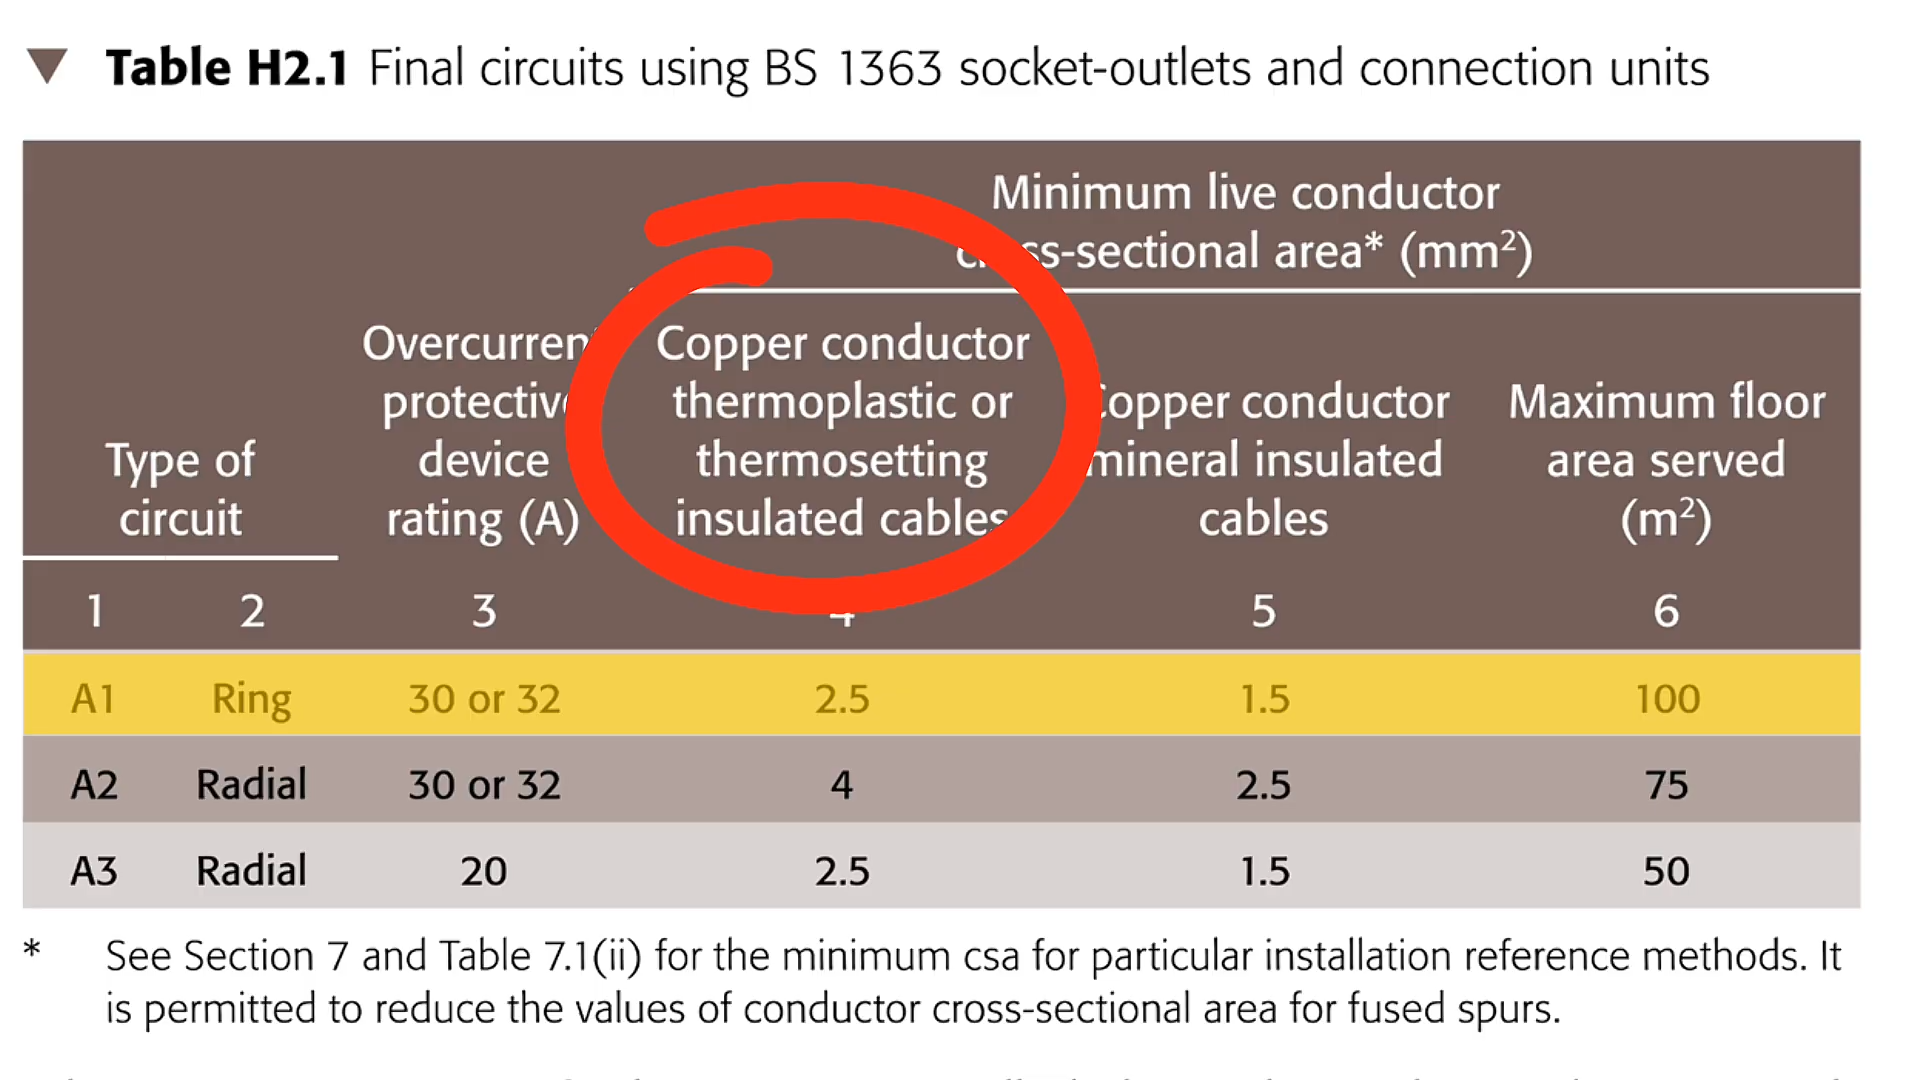 ▼ Table H2.1 Final circuits using BS 1363 socket-outlets and connection units
Minimum live conductor
cross-sectional area* (mm²)
Type of
circuit
Overcurrent
protective
device
rating (A)
Copper conductor
thermoplastic or
thermosetting
insulated cables
Copper conductor
mineral insulated
cables
Maximum floor
area served
(m²)
1 2 3 4 5 6
A1 Ring 30 or 32 2.5 1.5 100
A2 Radial 30 or 32 4 2.5 75
A3 Radial 20 2.5 1.5 50
* See Section 7 and Table 7.1(ii) for the minimum csa for particular installation reference methods. It
is permitted to reduce the values of conductor cross-sectional area for fused spurs.